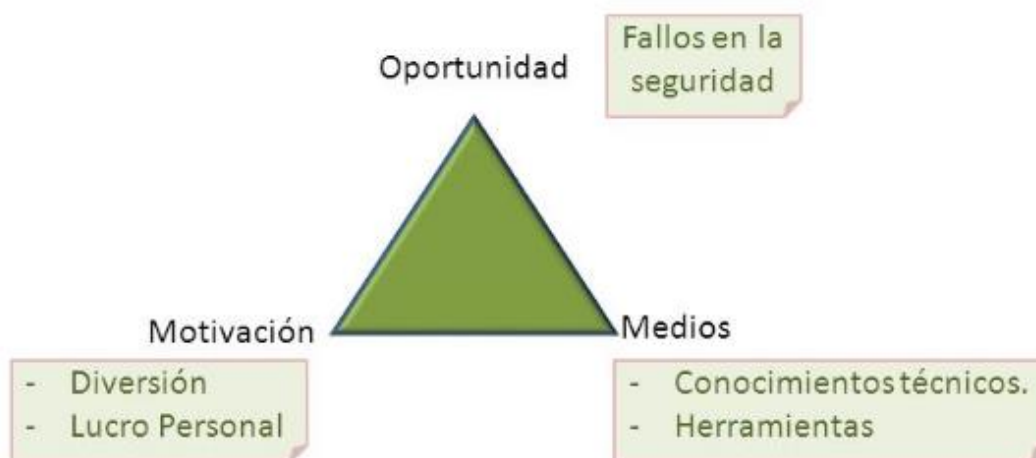 Oportunidad
Fallos en la
seguridad
Motivación
- Diversión
- Lucro Personal
Medios
- Conocimientos técnicos.
- Herramientas